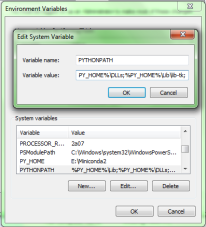 Environment Variables
Edit System Variable
Variable name:
PYTHONPATH
Variable value:
PY_HOME%\DLLs;%PY_HOME%\Lib\lib-tk;
OK
Cancel
System variables
Variable
Value
PROCESSOR_R...
2a07
PSModulePath
C:\Windows\system32\WindowsPowerS...
PY_HOME
E:\Miniconda2
PYTHONPATH
%PY_HOME%\Lib;%PY_HOME%\DLLs;...
New...
Edit...
Delete
OK
Cancel